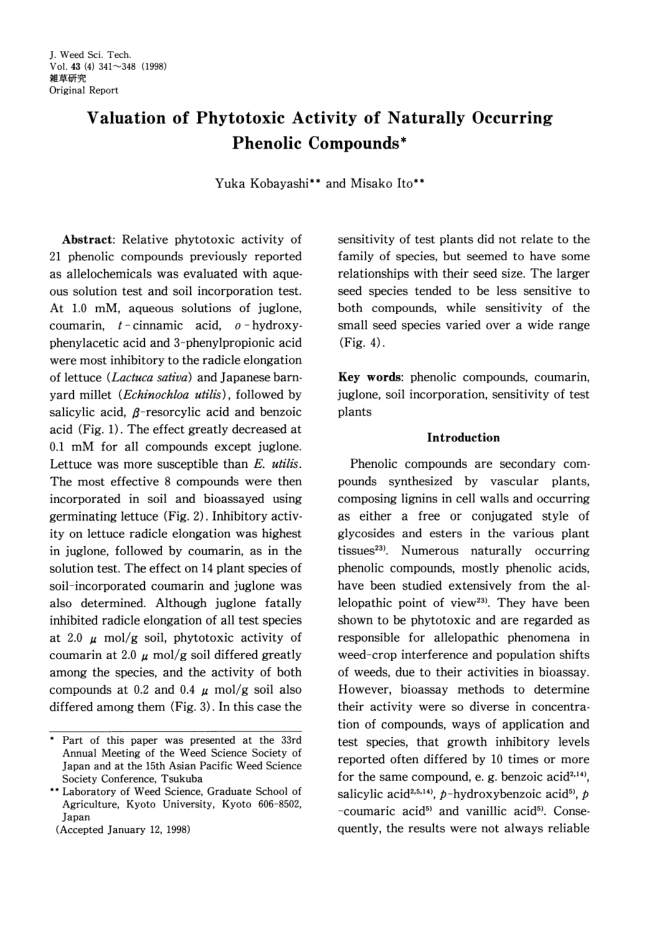 J. Weed Sci. Tech.
Vol. 43 (4) 341~348 (1998)
雑草研究
Original Report
Valuation of Phytotoxic Activity of Naturally Occurring
Phenolic Compounds*
Yuka Kobayashi** and Misako Ito**
Abstract: Relative phytotoxic activity of
21 phenolic compounds previously reported
as allelochemicals was evaluated with aque-
ous solution test and soil incorporation test.
At 1.0 mM, aqueous solutions of juglone,
coumarin, t-cinnamic acid, o-hydroxy-
phenylacetic acid and 3-phenylpropionic acid
were most inhibitory to the radicle elongation
of lettuce (Lactuca sativa) and Japanese barn-
yard millet (Echinochloa utilis), followed by
salicylic acid, β-resorcylic acid and benzoic
acid (Fig. 1). The effect greatly decreased at
0.1 mM for all compounds except juglone.
Lettuce was more susceptible than E. utilis.
The most effective 8 compounds were then
incorporated in soil and bioassayed using
germinating lettuce (Fig. 2). Inhibitory activ-
ity on lettuce radicle elongation was highest
in juglone, followed by coumarin, as in the
solution test. The effect on 14 plant species of
soil-incorporated coumarin and juglone was
also determined. Although juglone fatally
inhibited radicle elongation of all test species
at 2.0 μ mol/g soil, phytotoxic activity of
coumarin at 2.0 μ mol/g soil differed greatly
among the species, and the activity of both
compounds at 0.2 and 0.4 μ mol/g soil also
differed among them (Fig. 3). In this case the
* Part of this paper was presented at the 33rd
Annual Meeting of the Weed Science Society of
Japan and at the 15th Asian Pacific Weed Science
Society Conference, Tsukuba
** Laboratory of Weed Science, Graduate School of
Agriculture, Kyoto University, Kyoto 606-8502,
Japan
(Accepted January 12, 1998)
sensitivity of test plants did not relate to the
family of species, but seemed to have some
relationships with their seed size. The larger
seed species tended to be less sensitive to
both compounds, while sensitivity of the
small seed species varied over a wide range
(Fig. 4).
Key words: phenolic compounds, coumarin,
juglone, soil incorporation, sensitivity of test
plants
Introduction
Phenolic compounds are secondary com-
pounds synthesized by vascular plants,
composing lignins in cell walls and occurring
as either a free or conjugated style of
glycosides and esters in the various plant
tissues23). Numerous naturally occurring
phenolic compounds, mostly phenolic acids,
have been studied extensively from the al-
lelopathic point of view23). They have been
shown to be phytotoxic and are regarded as
responsible for allelopathic phenomena in
weed-crop interference and population shifts
of weeds, due to their activities in bioassay.
However, bioassay methods to determine
their activity were so diverse in concentra-
tion of compounds, ways of application and
test species, that growth inhibitory levels
reported often differed by 10 times or more
for the same compound, e. g. benzoic acid2,14),
salicylic acid2,5,14), p-hydroxybenzoic acid5), p
-coumaric acid5) and vanillic acid5). Conse-
quently, the results were not always reliable